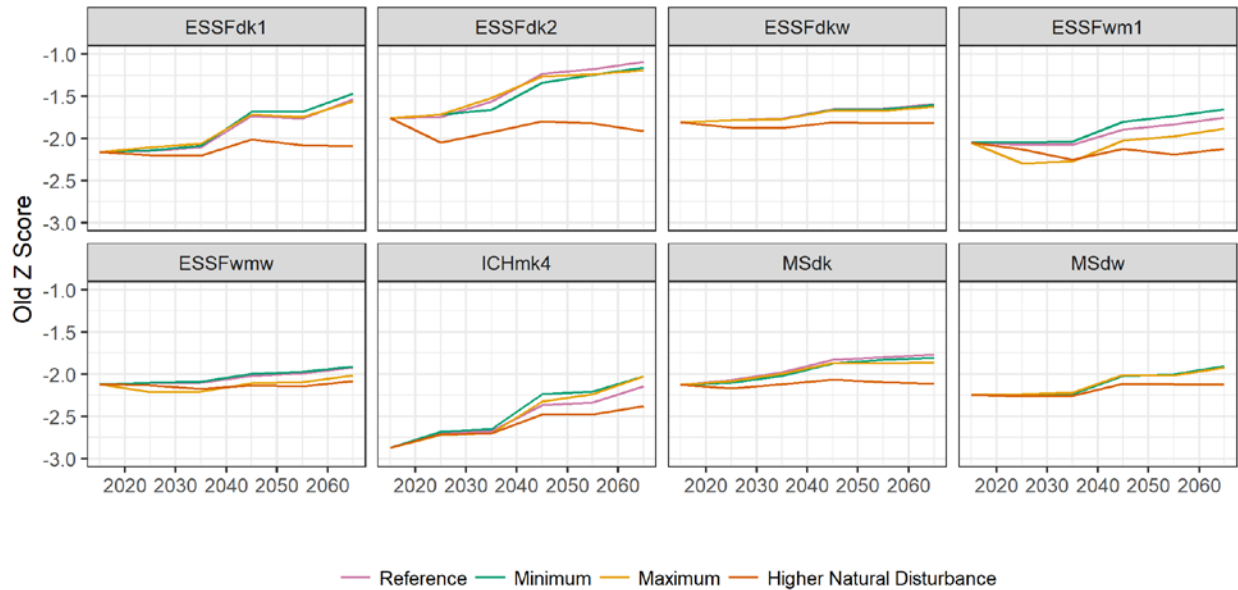 ESSFdk1 ESSFdk2 ESSFdkw ESSFwm1
-1.0
-1.5
-2.0
-2.5
-3.0
Old Z Score
ESSFwmw ICHmk4 MSdk MSdw
-1.0
-1.5
-2.0
-2.5
-3.0
2020 2030 2040 2050 2060 2020 2030 2040 2050 2060 2020 2030 2040 2050 2060 2020 2030 2040 2050 2060
Reference Minimum Maximum Higher Natural Disturbance